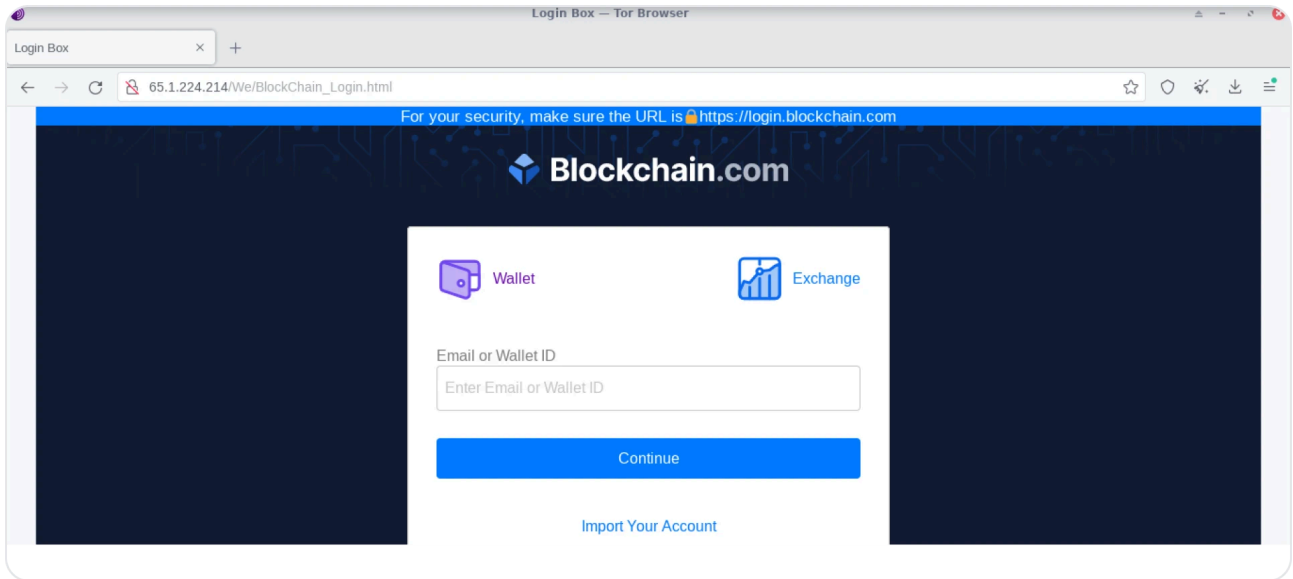 Login Box — Tor Browser
Login Box
65.1.224.214/We/BlockChain_Login.html
For your security, make sure the URL is🔒https://login.blockchain.com
Blockchain.com
Wallet Exchange
Email or Wallet ID
Enter Email or Wallet ID
Continue
Import Your Account